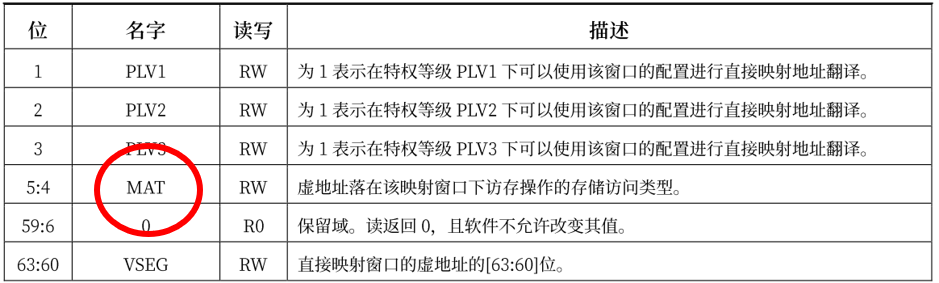 位 名字 读写 描述
1 PLV1 RW 为 1 表示在特权等级 PLV1 下可以使用该窗口的配置进行直接映射地址翻译。
2 PLV2 RW 为 1 表示在特权等级 PLV2 下可以使用该窗口的配置进行直接映射地址翻译。
3 PLV3 RW 为 1 表示在特权等级 PLV3 下可以使用该窗口的配置进行直接映射地址翻译。
5:4 MAT RW 虚地址落在该映射窗口下访存操作的存储访问类型。
59:6 0 R0 保留域。读返回 0，且软件不允许改变其值。
63:60 VSEG RW 直接映射窗口的虚地址的[63:60]位。